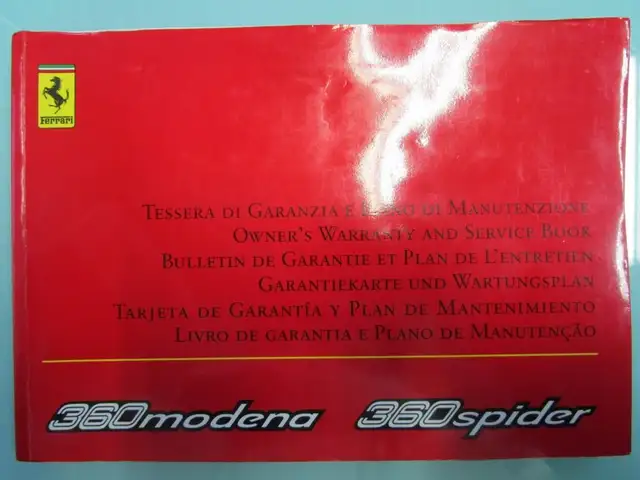 Ferrari
TESSERA DI GARANZIA E PIANO DI MANUTENZIONE
OWNER'S WARRANTY AND SERVICE BOOK
BULLETIN DE GARANTIE ET PLAN DE L'ENTRETIEN
GARANTIEKARTE UND WARTUNGSPLAN
TARJETA DE GARANTÍA Y PLAN DE MANTENIMIENTO
LIVRO DE GARANTIA E PLANO DE MANUTENÇÃO
360modena 360spider